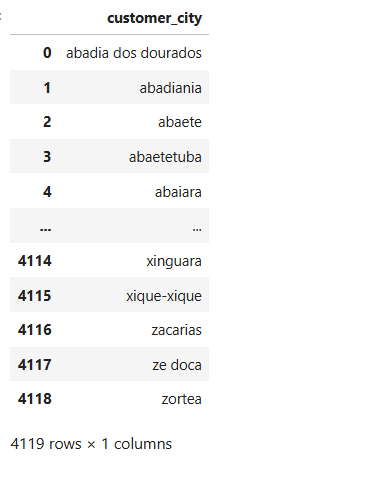 customer_city
0 abadia dos dourados
1 abadiania
2 abaete
3 abaetetuba
4 abaiara
... ...
4114 xinguara
4115 xique-xique
4116 zacarias
4117 ze doca
4118 zortea
4119 rows × 1 columns